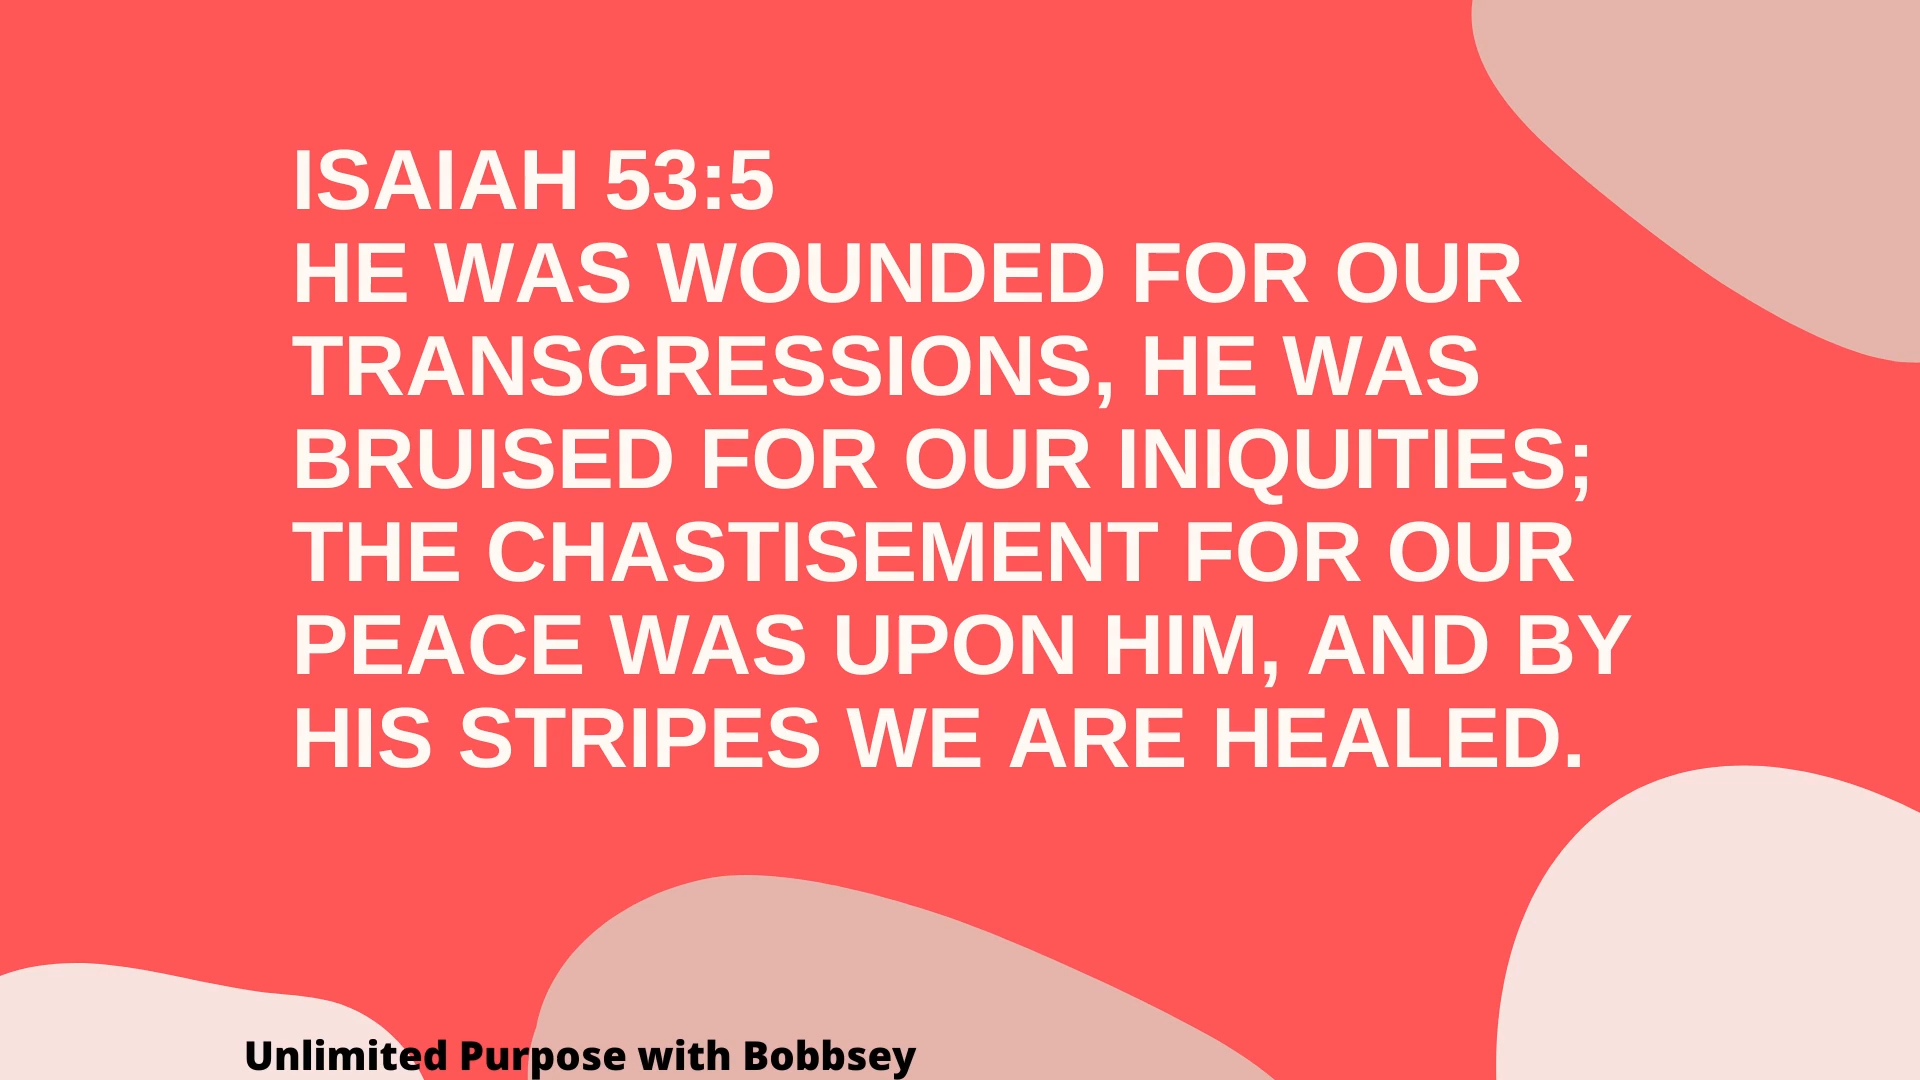 ISAIAH 53:5
HE WAS WOUNDED FOR OUR
TRANSGRESSIONS, HE WAS
BRUISED FOR OUR INIQUITIES;
THE CHASTISEMENT FOR OUR
PEACE WAS UPON HIM, AND BY
HIS STRIPES WE ARE HEALED.
Unlimited Purpose with Bobbsey